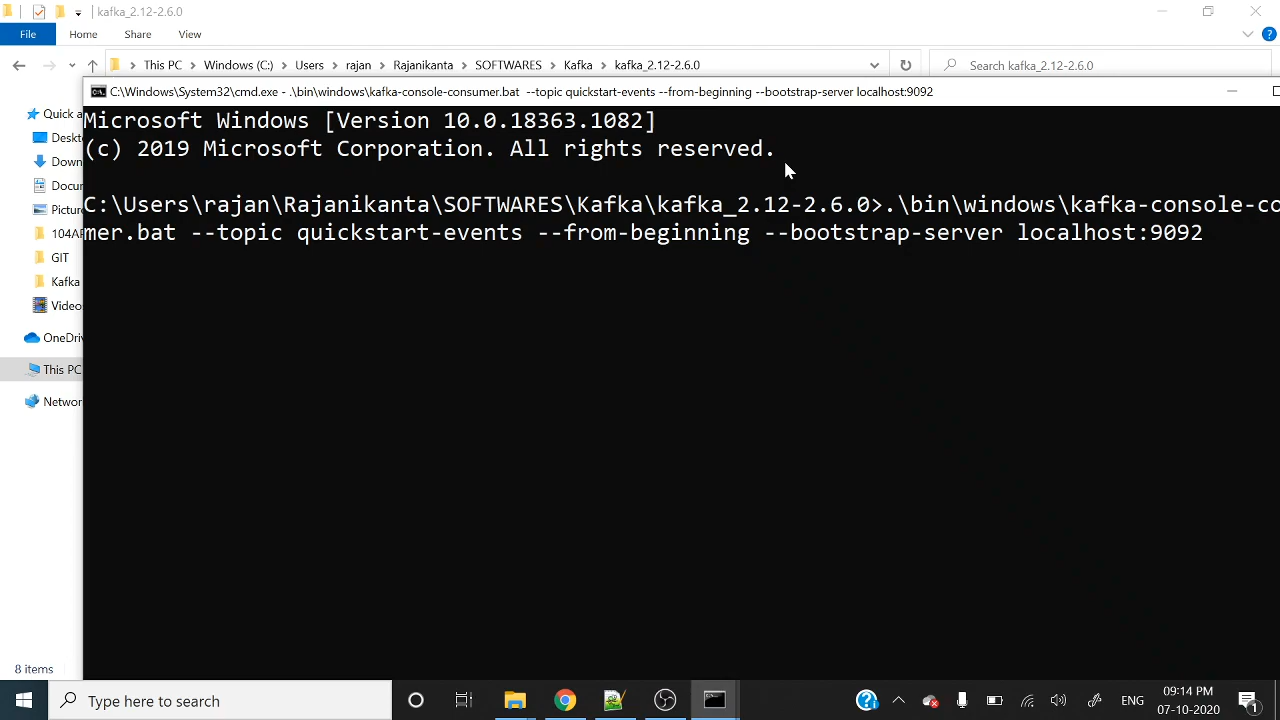 kafka_2.12-2.6.0
File Home Share View
This PC Windows (C:) Users rajan Rajanikanta SOFTWARES Kafka kafka_2.12-2.6.0
Search kafka_2.12-2.6.0
C:\Windows\System32\cmd.exe - .\bin\windows\kafka-console-consumer.bat --topic quickstart-events --from-beginning --bootstrap-server localhost:9092
Quick a
Deskt
Down
Docu
Picture
104AP
GIT
Kafka
Video
OneDriv
This PC
Networ
8 items
Microsoft Windows [Version 10.0.18363.1082]
(c) 2019 Microsoft Corporation. All rights reserved.
C:\Users\rajan\Rajanikanta\SOFTWARES\Kafka\kafka_2.12-2.6.0>.\bin\windows\kafka-console-co
mer.bat --topic quickstart-events --from-beginning --bootstrap-server localhost:9092
Type here to search
ENG
09:14 PM
07-10-2020
1